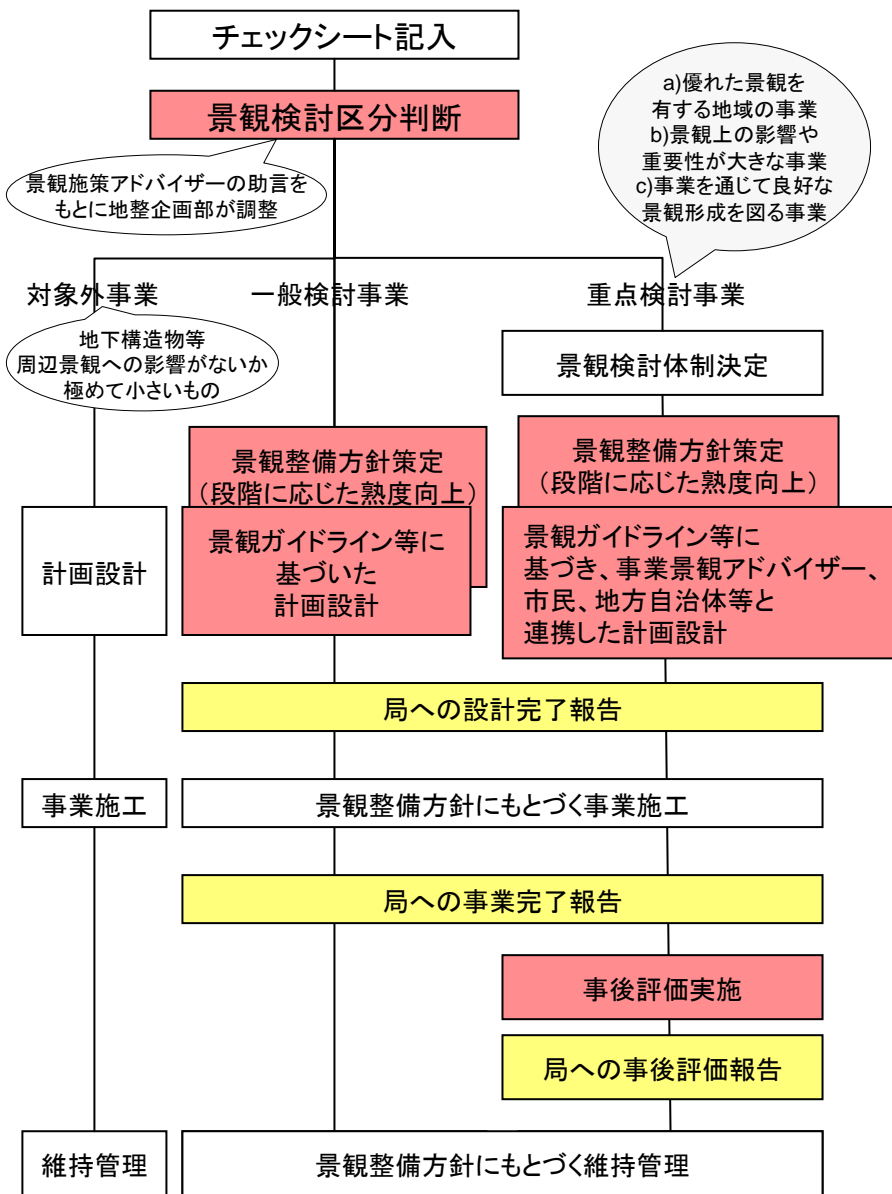 チェックシート記入
景観検討区分判断
景観施策アドバイザーの助言を
もとに地整企画部が調整
a)優れた景観を
有する地域の事業
b)景観上の影響や
重要性が大きな事業
c)事業を通じて良好な
景観形成を図る事業
対象外事業
一般検討事業
重点検討事業
地下構造物等
周辺景観への影響がないか
極めて小さいもの
景観検討体制決定
景観整備方針策定
（段階に応じた熟度向上）
景観整備方針策定
（段階に応じた熟度向上）
計画設計
景観ガイドライン等に
基づいた
計画設計
景観ガイドライン等に
基づき、事業景観アドバイザー、
市民、地方自治体等と
連携した計画設計
局への設計完了報告
事業施工
景観整備方針にもとづく事業施工
局への事業完了報告
事後評価実施
局への事後評価報告
維持管理
景観整備方針にもとづく維持管理